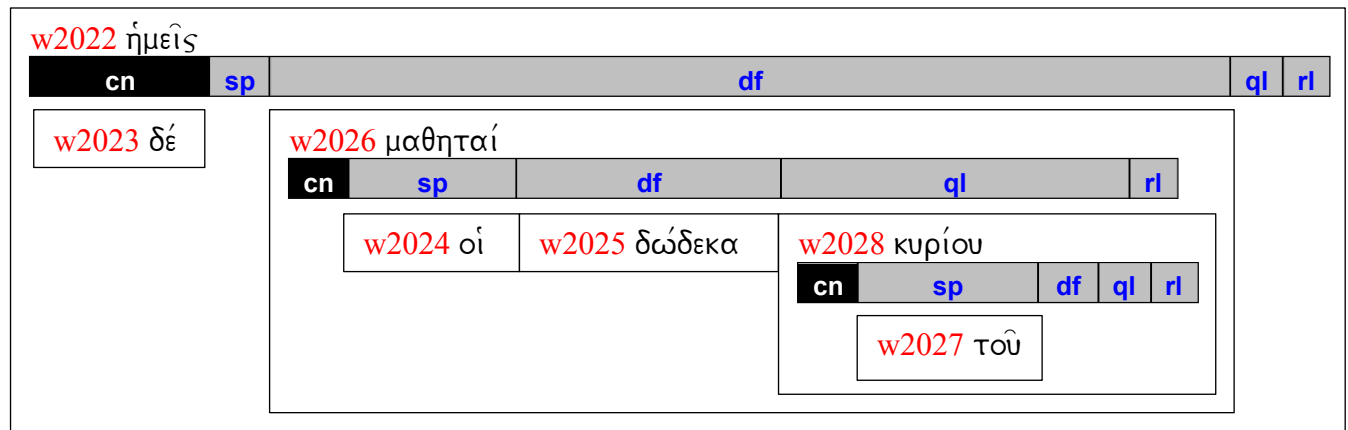 w2022 ἡμεῖς
cn sp df ql rl
w2023 δέ
w2026 μαθηταί
cn sp df ql rl
w2024 οἱ w2025 δώδεκα w2028 κυρίου
cn sp df ql rl
w2027 τοῦ